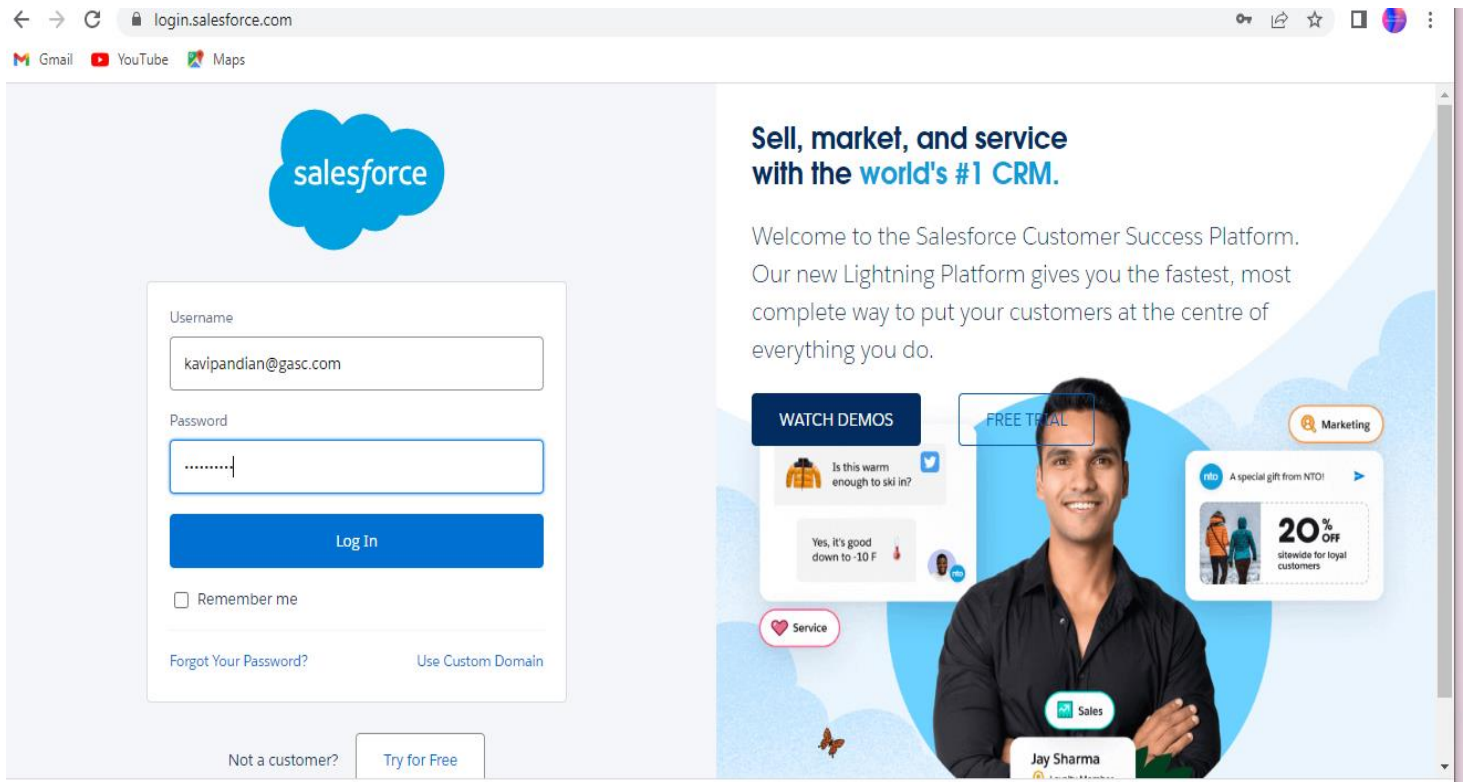 login.salesforce.com
Gmail
YouTube
Maps
salesforce
Username
kavipandian@gasc.com
Password
..........
Log In
Remember me
Forgot Your Password?
Use Custom Domain
Not a customer?
Try for Free
Sell, market, and service
with the world's #1 CRM.
Welcome to the Salesforce Customer Success Platform.
Our new Lightning Platform gives you the fastest, most
complete way to put your customers at the centre of
everything you do.
WATCH DEMOS
FREE TRIAL
Is this warm
enough to ski in?
Yes, it's good
down to -10 F
nto
Service
Marketing
nto
A special gift from NTO!
20% OFF
sitewide for loyal
customers
Sales
Jay Sharma